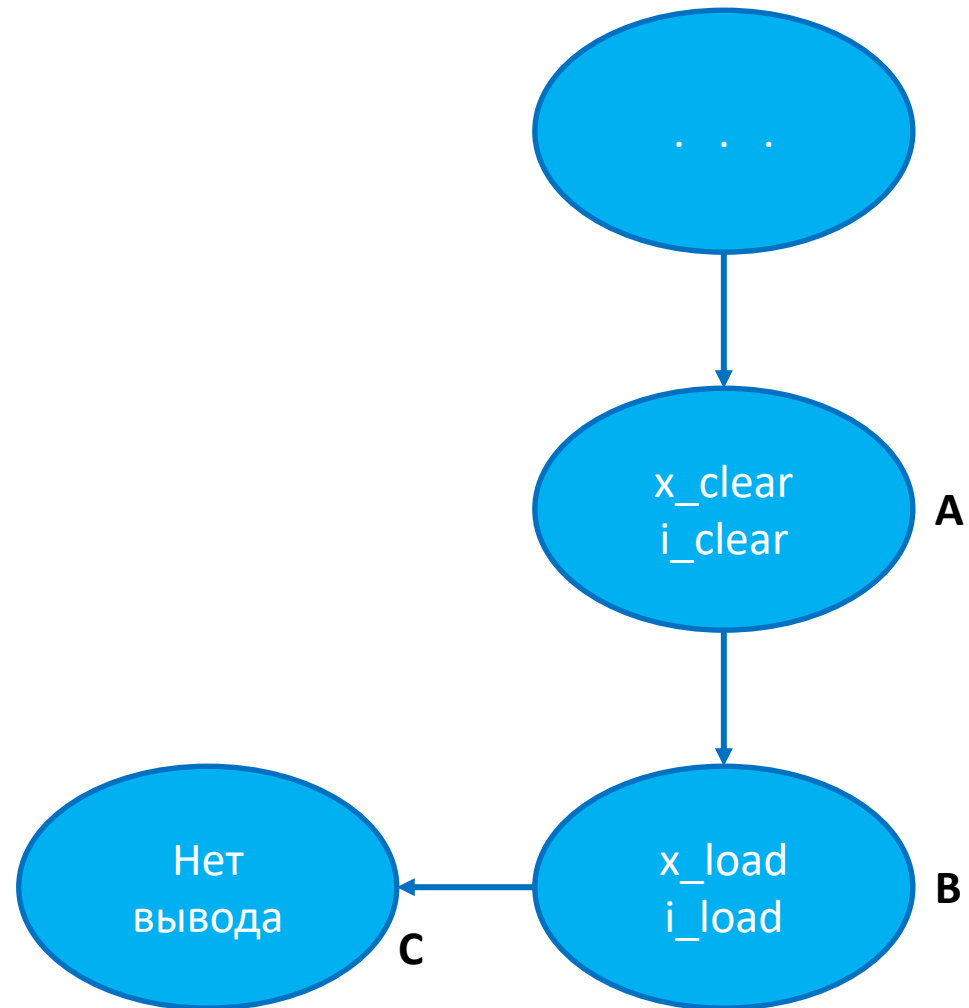 . . .
x_clear
i_clear
A
x_load
i_load
B
Нет
вывода
C